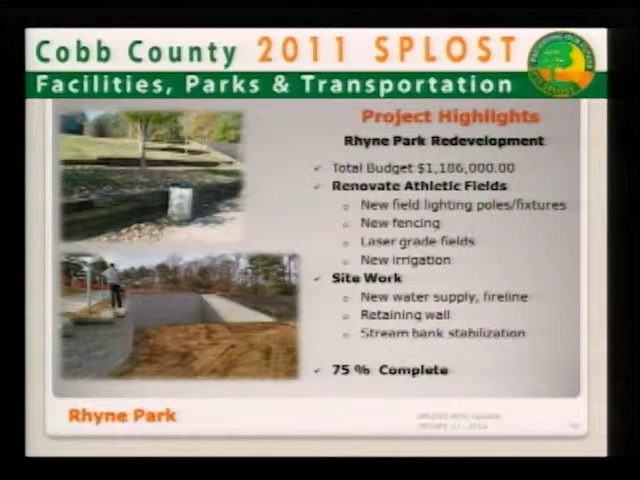 Cobb County 2011 SPLOST
Facilities, Parks & Transportation
Project Highlights
Rhyne Park Redevelopment
✓ Total Budget $1,186,000.00
✓ Renovate Athletic Fields
o New field lighting poles/fixtures
o New fencing
o Laser grade fields
o New irrigation
✓ Site Work
o New water supply, fireline
o Retaining wall
o Stream bank stabilization
✓ 75 % Complete
Rhyne Park